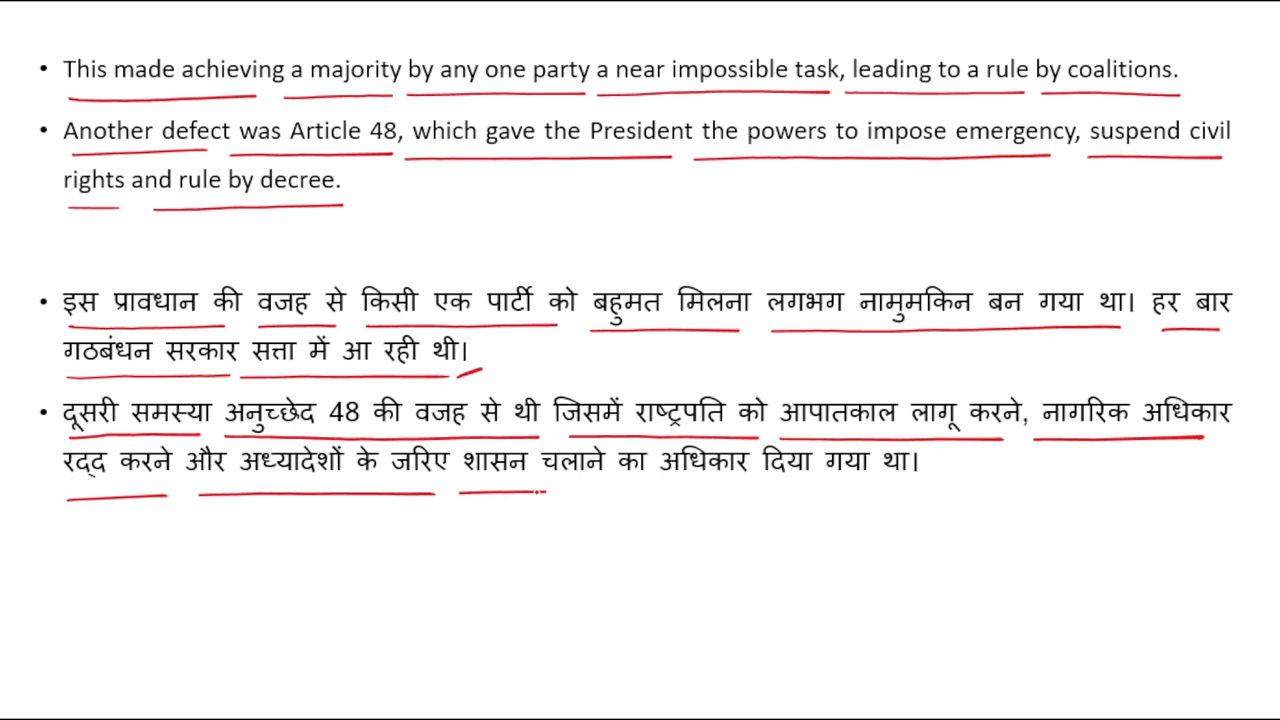 • This made achieving a majority by any one party a near impossible task, leading to a rule by coalitions.
• Another defect was Article 48, which gave the President the powers to impose emergency, suspend civil
rights and rule by decree.
• इस प्रावधान की वजह से किसी एक पार्टी को बहुमत मिलना लगभग नामुमकिन बन गया था। हर बार
गठबंधन सरकार सत्ता में आ रही थी।
• दूसरी समस्या अनुच्छेद 48 की वजह से थी जिसमें राष्ट्रपति को आपातकाल लागू करने, नागरिक अधिकार
रद्द करने और अध्यादेशों के जरिए शासन चलाने का अधिकार दिया गया था।